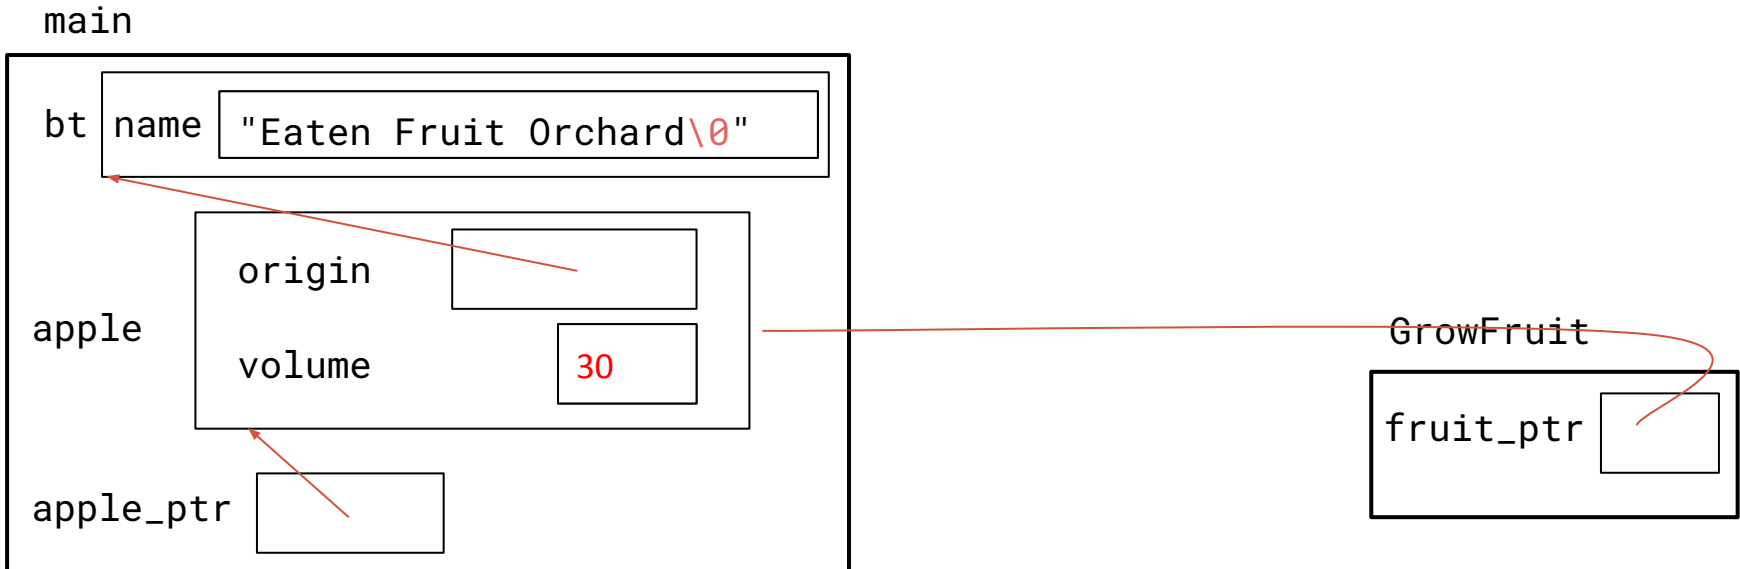 main
bt name "Eaten Fruit Orchard\0"
origin
apple
volume 30
apple_ptr
GrowFruit
fruit_ptr